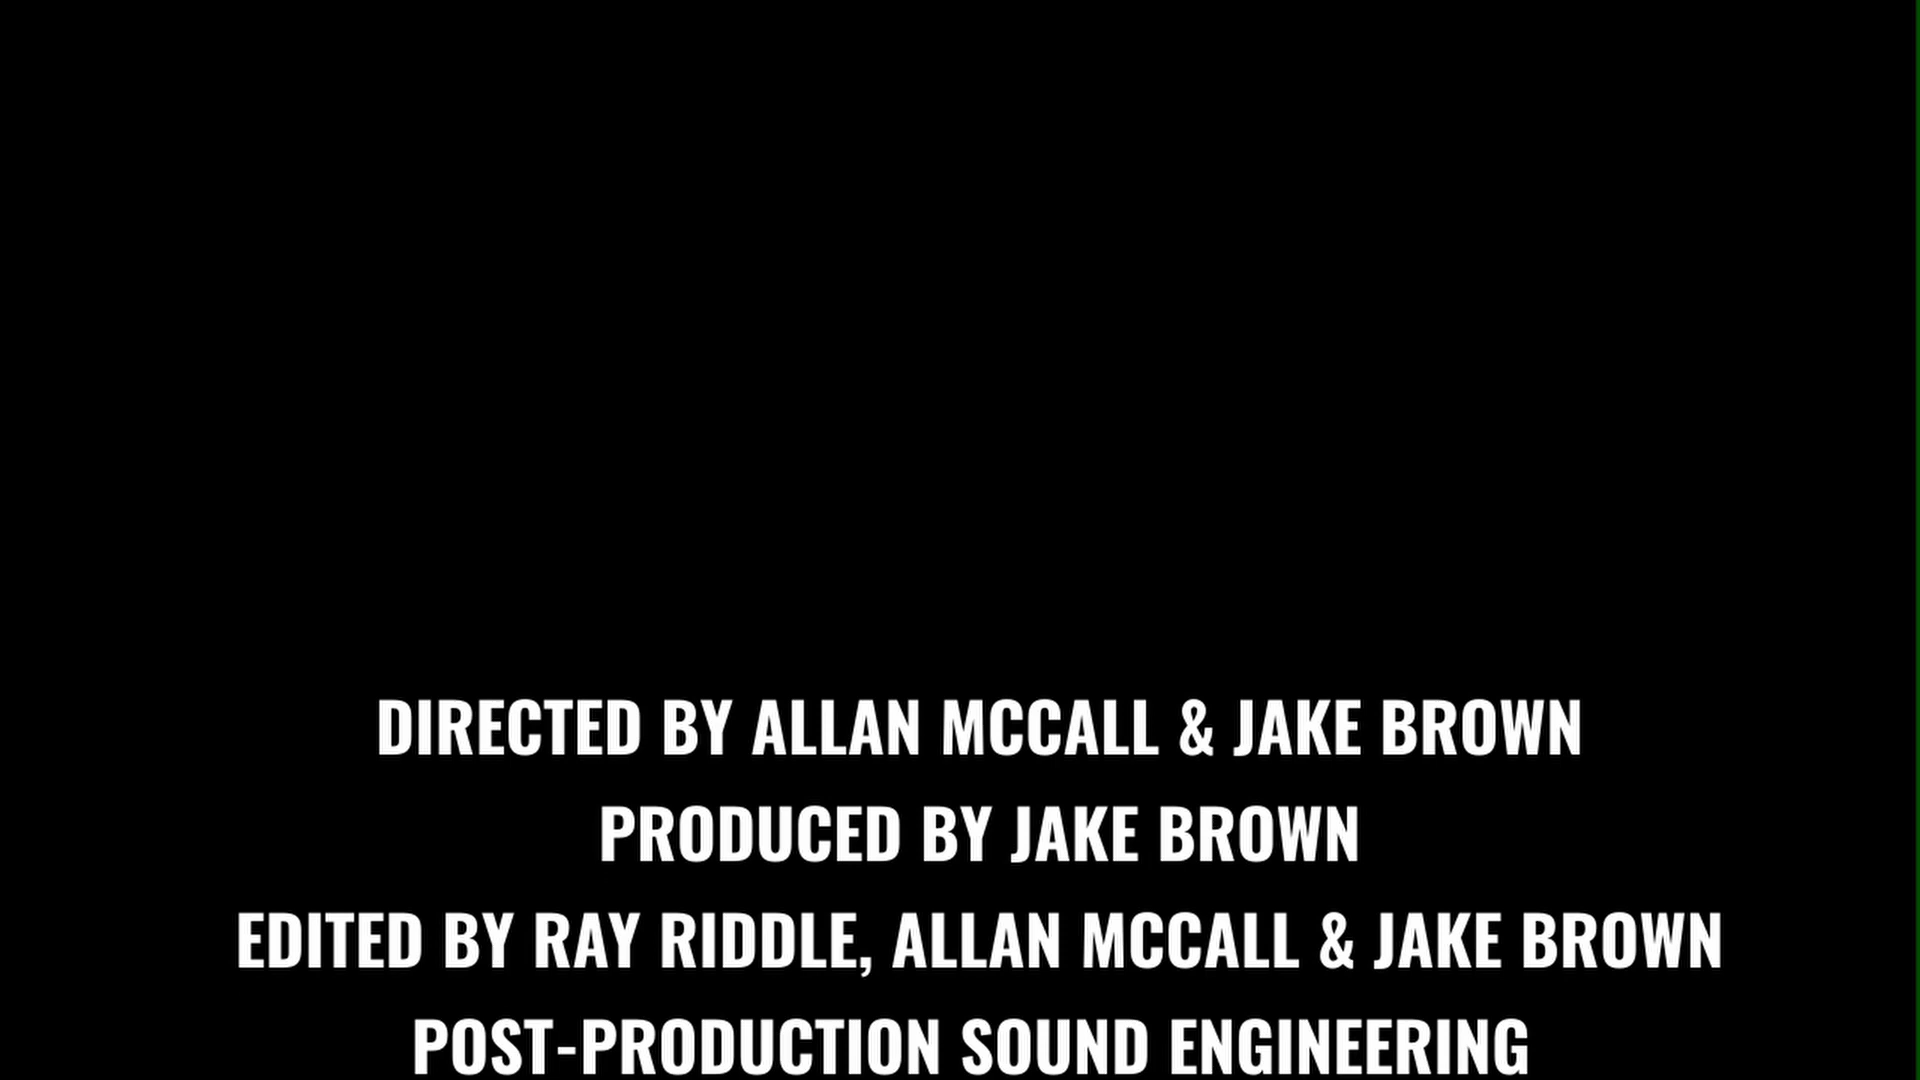 DIRECTED BY ALLAN MCCALL & JAKE BROWN
PRODUCED BY JAKE BROWN
EDITED BY RAY RIDDLE, ALLAN MCCALL & JAKE BROWN
POST-PRODUCTION SOUND ENGINEERING